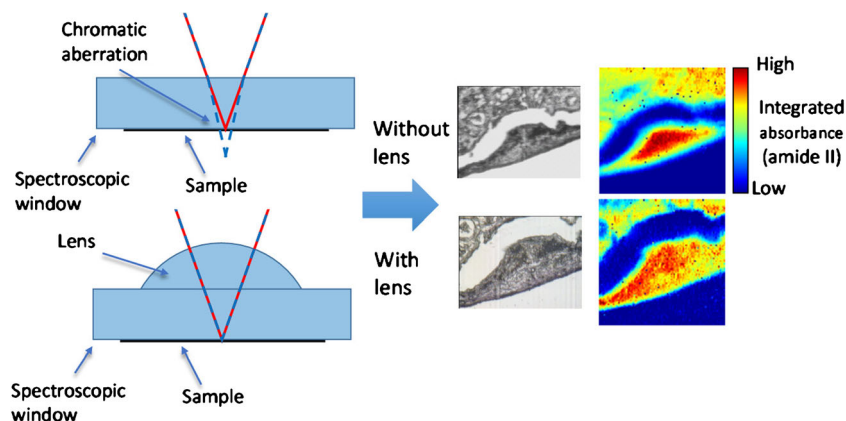 Chromatic
aberration
Spectroscopic
window
Sample
Lens
Spectroscopic
window
Sample
Without
lens
With
lens
High
Integrated
absorbance
(amide II)
Low